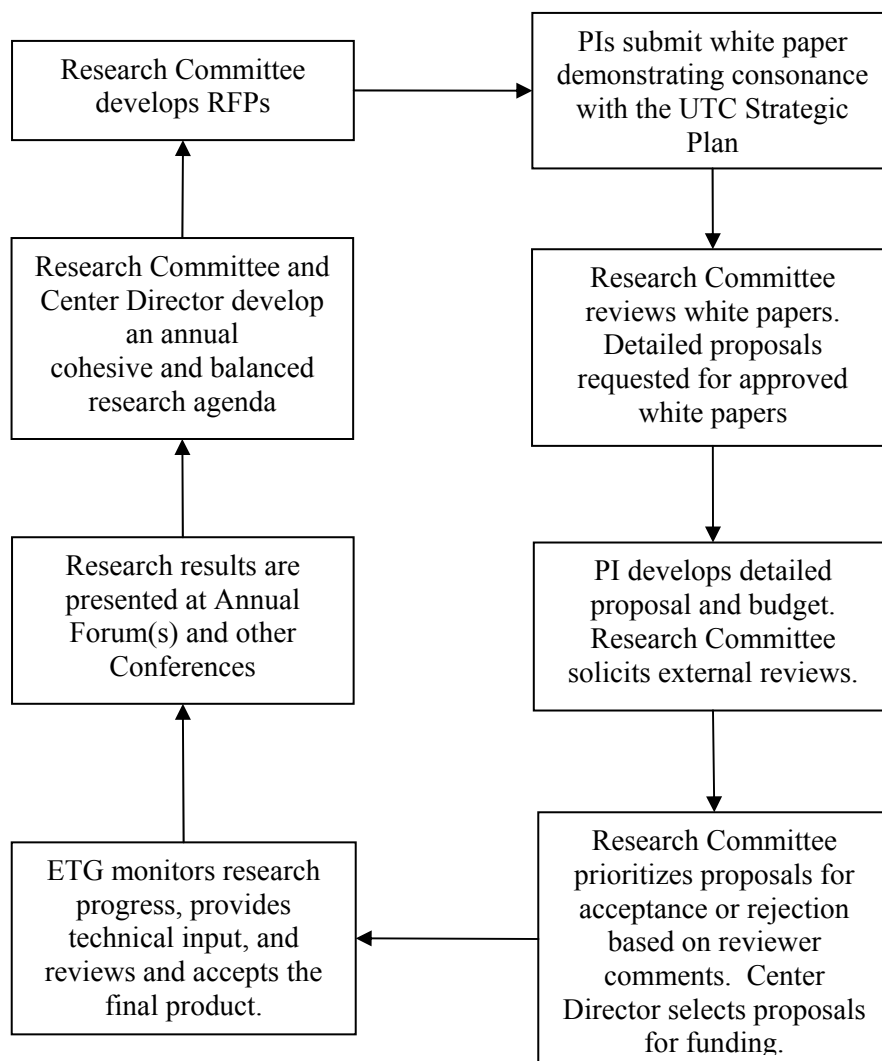 Research Committee
develops RFPs
PIs submit white paper
demonstrating consonance
with the UTC Strategic
Plan
Research Committee
reviews white papers.
Detailed proposals
requested for approved
white papers
PI develops detailed
proposal and budget.
Research Committee
solicits external reviews.
Research Committee
prioritizes proposals for
acceptance or rejection
based on reviewer
comments.  Center
Director selects proposals
for funding.
ETG monitors research
progress, provides
technical input, and
reviews and accepts the
final product.
Research results are
presented at Annual
Forum(s) and other
Conferences
Research Committee and
Center Director develop
an annual
cohesive and balanced
research agenda